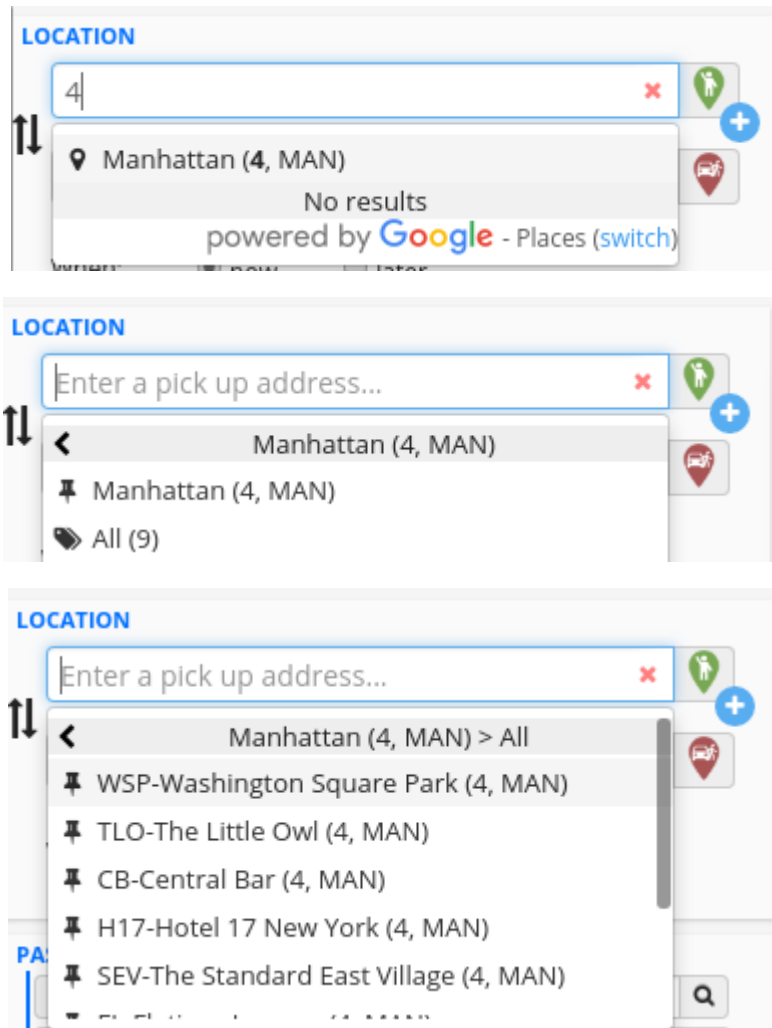 LOCATION
4
Manhattan (4, MAN)
No results
powered by Google - Places (switch)
LOCATION
Enter a pick up address...
Manhattan (4, MAN)
Manhattan (4, MAN)
All (9)
LOCATION
Enter a pick up address...
Manhattan (4, MAN) > All
WSP-Washington Square Park (4, MAN)
TLO-The Little Owl (4, MAN)
CB-Central Bar (4, MAN)
H17-Hotel 17 New York (4, MAN)
PA
SEV-The Standard East Village (4, MAN)